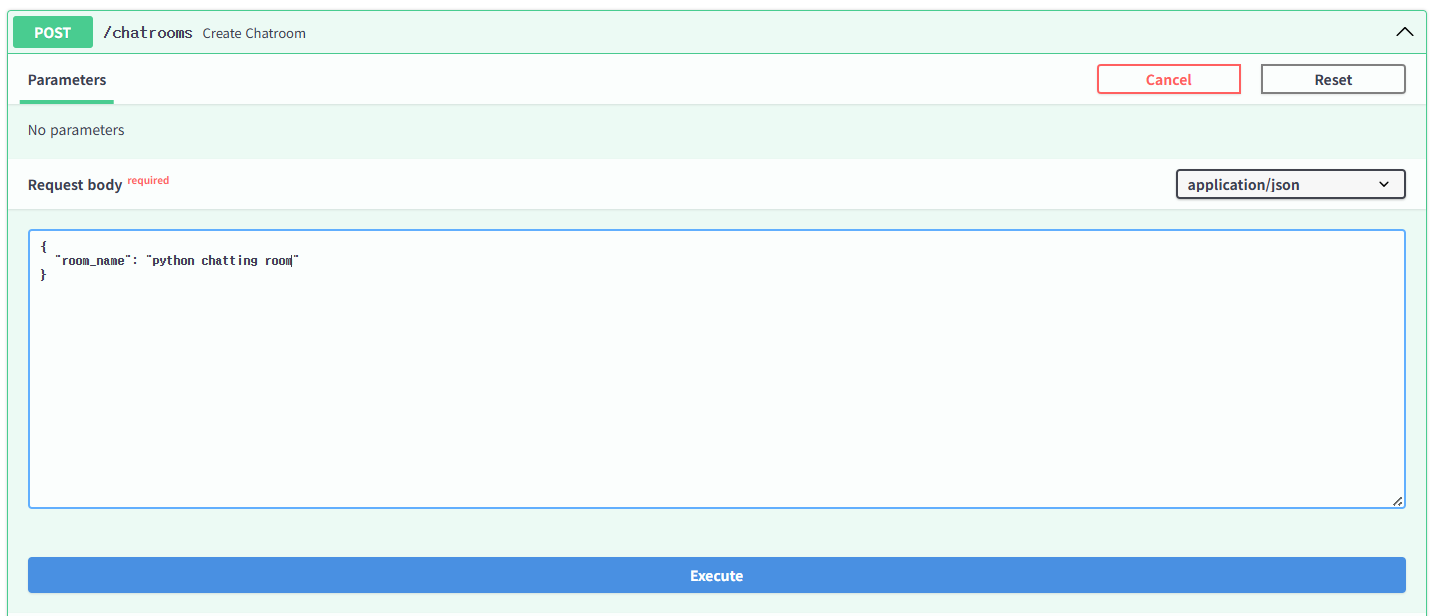 POST /chatrooms Create Chatroom
Parameters
Cancel
Reset
No parameters
Request body required
application/json
{
  "room_name": "python chatting room"
}
Execute